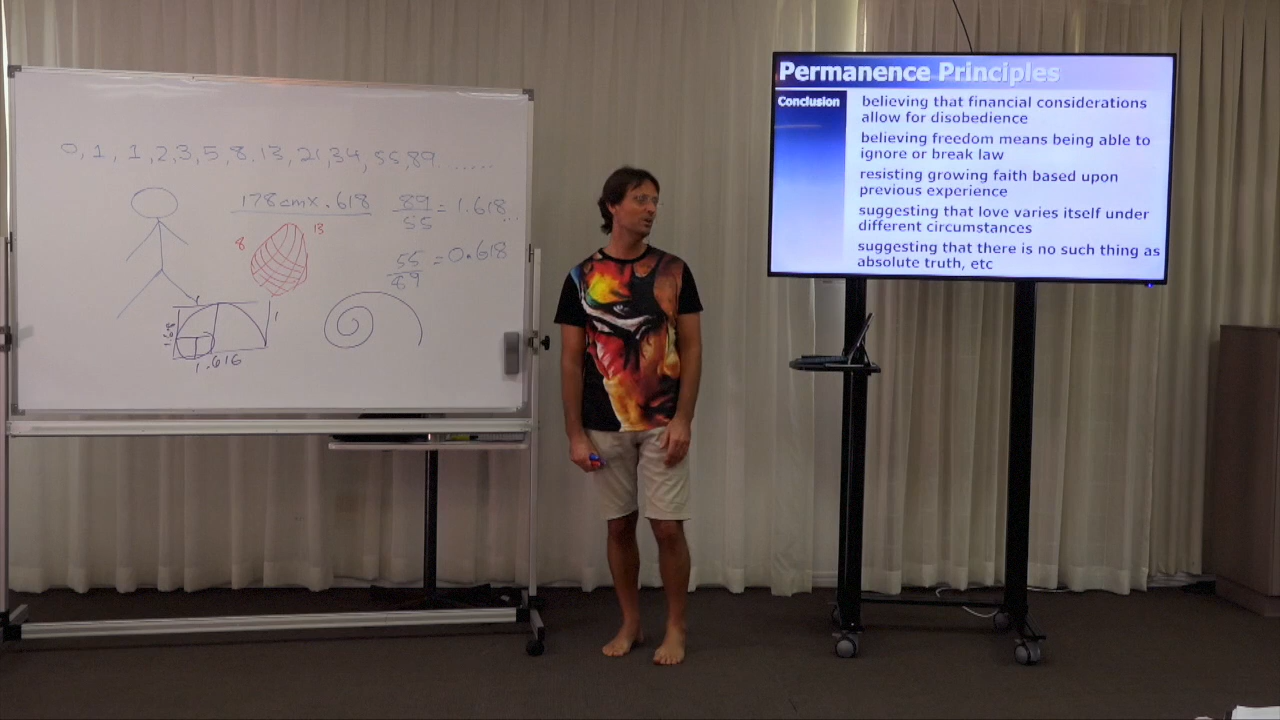 0, 1, 1, 2, 3, 5, 8, 13, 21, 34, 55, 89......
178cm x .618
89/55 = 1.618...
8
13
55/89 = 0.618
1
1
1.616
Permanence Principles
Conclusion
believing that financial considerations
allow for disobedience
believing freedom means being able to
ignore or break law
resisting growing faith based upon
previous experience
suggesting that love varies itself under
different circumstances
suggesting that there is no such thing as
absolute truth, etc